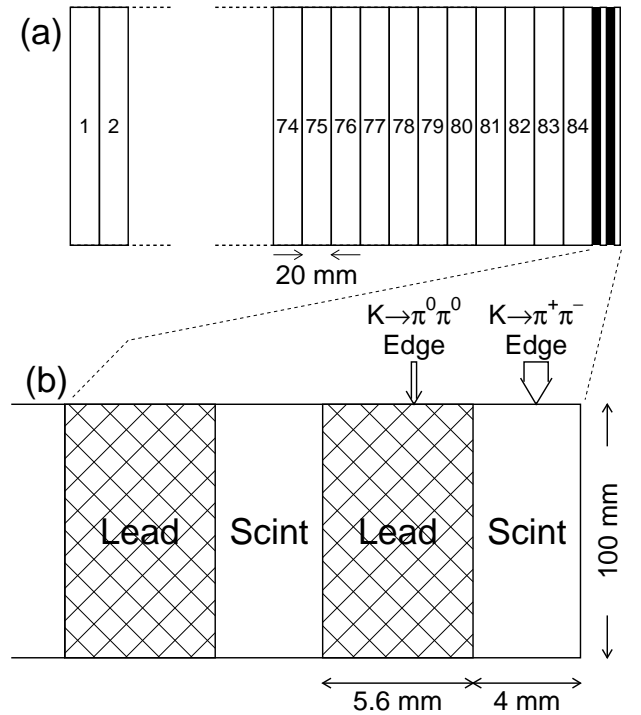 (a)
1 2 74 75 76 77 78 79 80 81 82 83 84
20 mm
K→π⁰π⁰ K→π⁺π⁻
Edge Edge
(b)
Lead Scint Lead Scint
100 mm
5.6 mm 4 mm